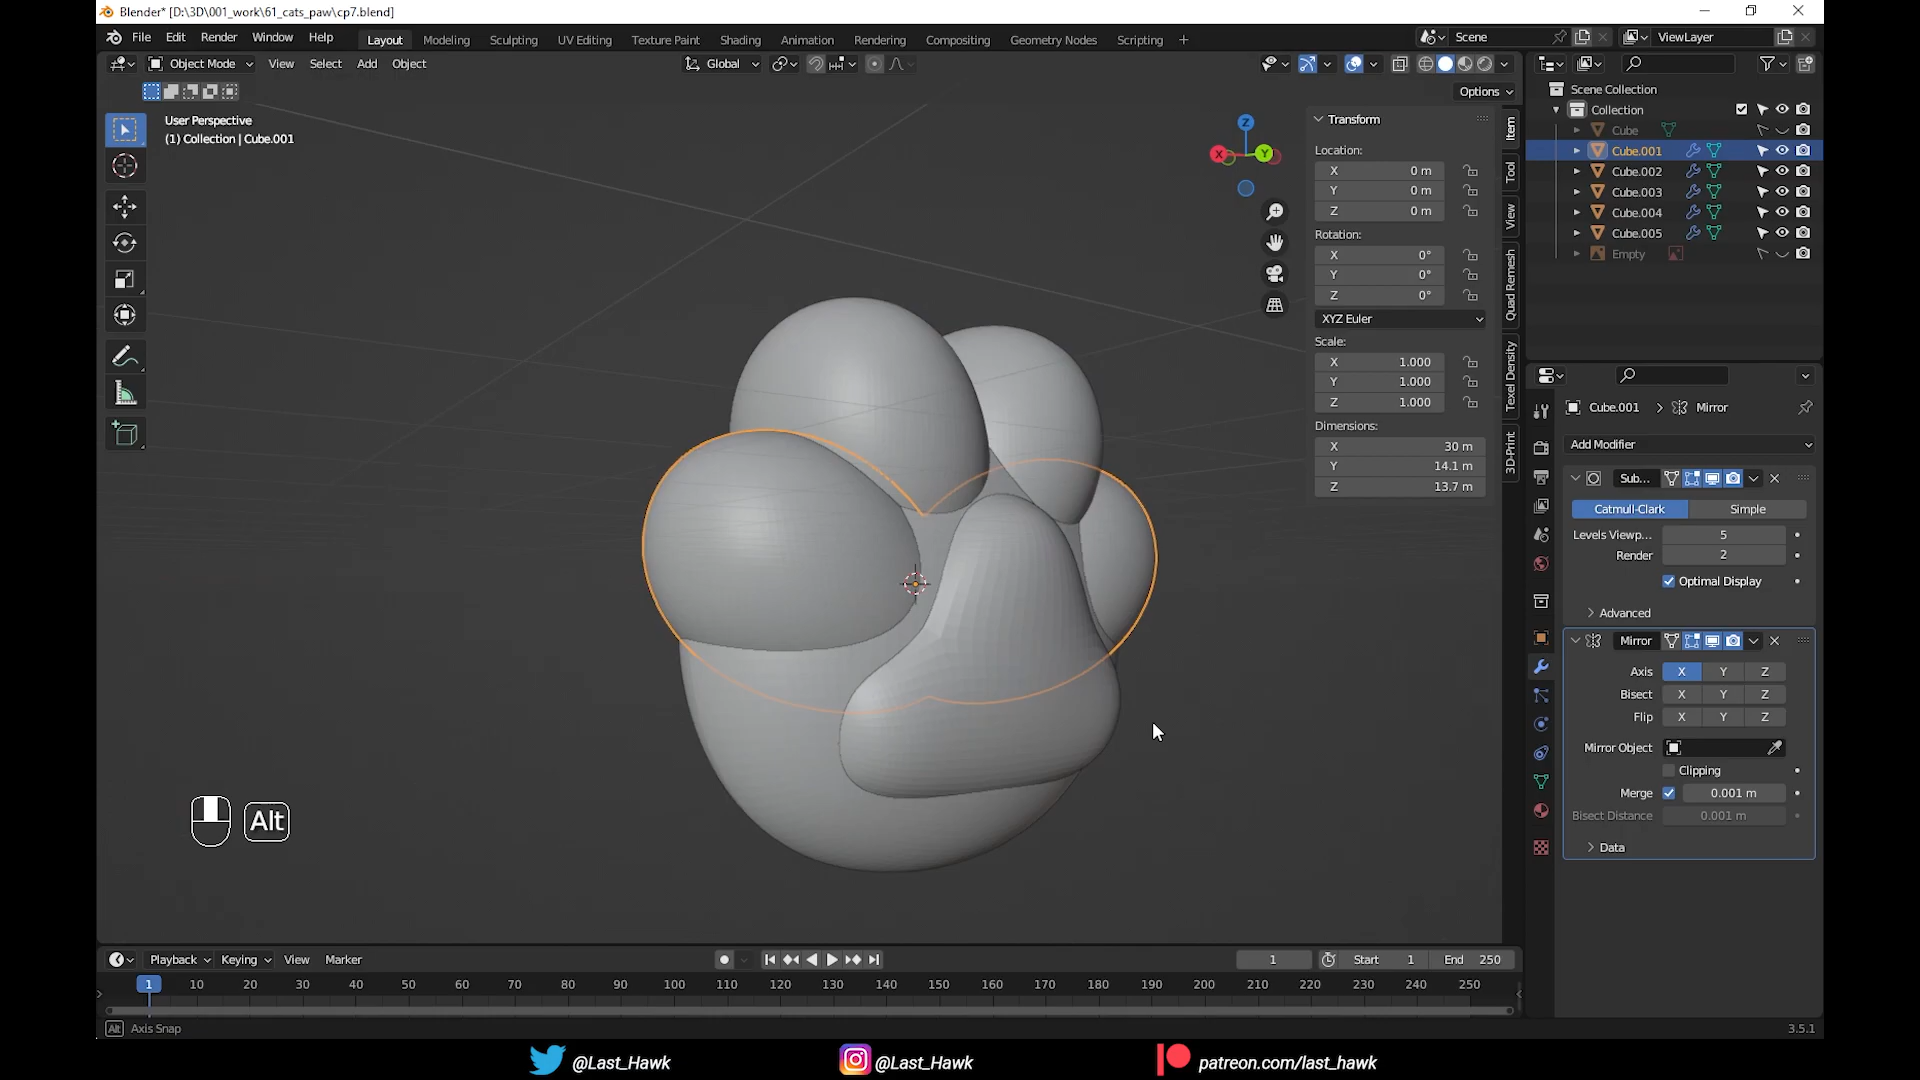 Blender* [D:\3D\001_work\61_cats_paw\cp7.blend]
File Edit Render Window Help Layout Modeling Sculpting UV Editing Texture Paint Shading Animation Rendering Compositing Geometry Nodes Scripting + Scene ViewLayer
Object Mode View Select Add Object Global
Options
User Perspective
(1) Collection | Cube.001
Z
X
Y
Transform
Location:
X 0 m
Y 0 m
Z 0 m
Rotation:
X 0°
Y 0°
Z 0°
XYZ Euler
Scale:
X 1.000
Y 1.000
Z 1.000
Dimensions:
X 30 m
Y 14.1 m
Z 13.7 m
Item
Tool
View
Quad Remesh
Texel Density
3D-Print
Scene Collection
Collection
Cube
Cube.001
Cube.002
Cube.003
Cube.004
Cube.005
Empty
Cube.001 > Mirror
Add Modifier
Sub...
Catmull-Clark Simple
Levels Viewp... 5
Render 2
Optimal Display
Advanced
Mirror
Axis X Y Z
Bisect X Y Z
Flip X Y Z
Mirror Object
Clipping
Merge 0.001 m
Bisect Distance 0.001 m
Data
Alt
Playback Keying View Marker 1 Start 1 End 250
1 10 20 30 40 50 60 70 80 90 100 110 120 130 140 150 160 170 180 190 200 210 220 230 240 250
Alt Axis Snap
3.5.1
@Last_Hawk @Last_Hawk patreon.com/last_hawk